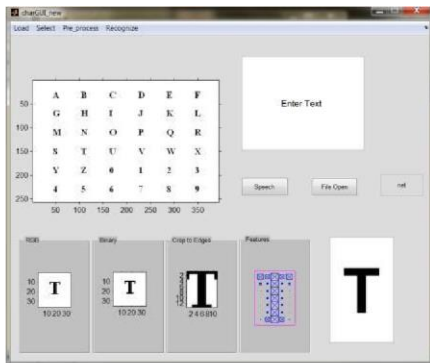 charGUI_new
Load Select Pre_process Recognize
A B C D E F
G H I J K L
M N O P Q R
S T U V W X
Y Z 0 1 2 3
4 5 6 7 8 9
50
100
150
200
250
50 100 150 200 250 300 350
Enter Text
Speech
File Open
RGB
Binary
Crop to Edges
Features
10
20
30
T
10 20 30
10
20
30
T
10 20 30
T
2 4 6 8 10
T